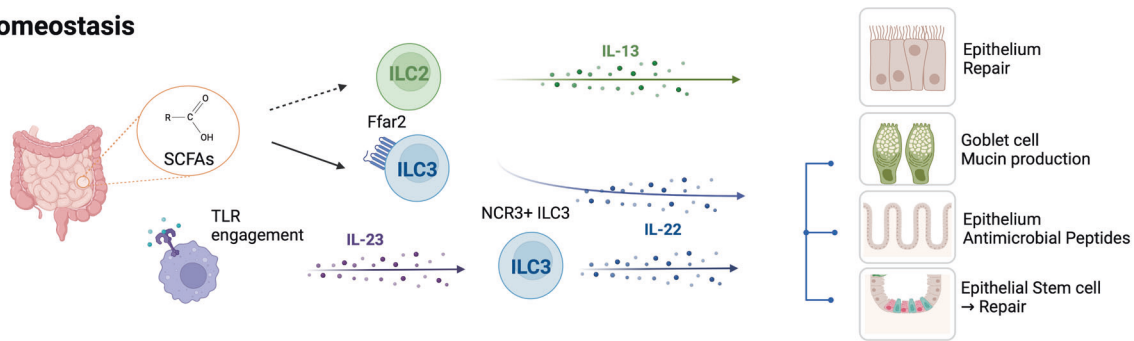 omeostasis
IL-13
ILC2
Epithelium
Repair
R
C
O
OH
SCFAs
Ffar2
ILC3
Goblet cell
Mucin production
TLR
engagement
IL-23
NCR3+ ILC3
ILC3
IL-22
Epithelium
Antimicrobial Peptides
Epithelial Stem cell
→ Repair